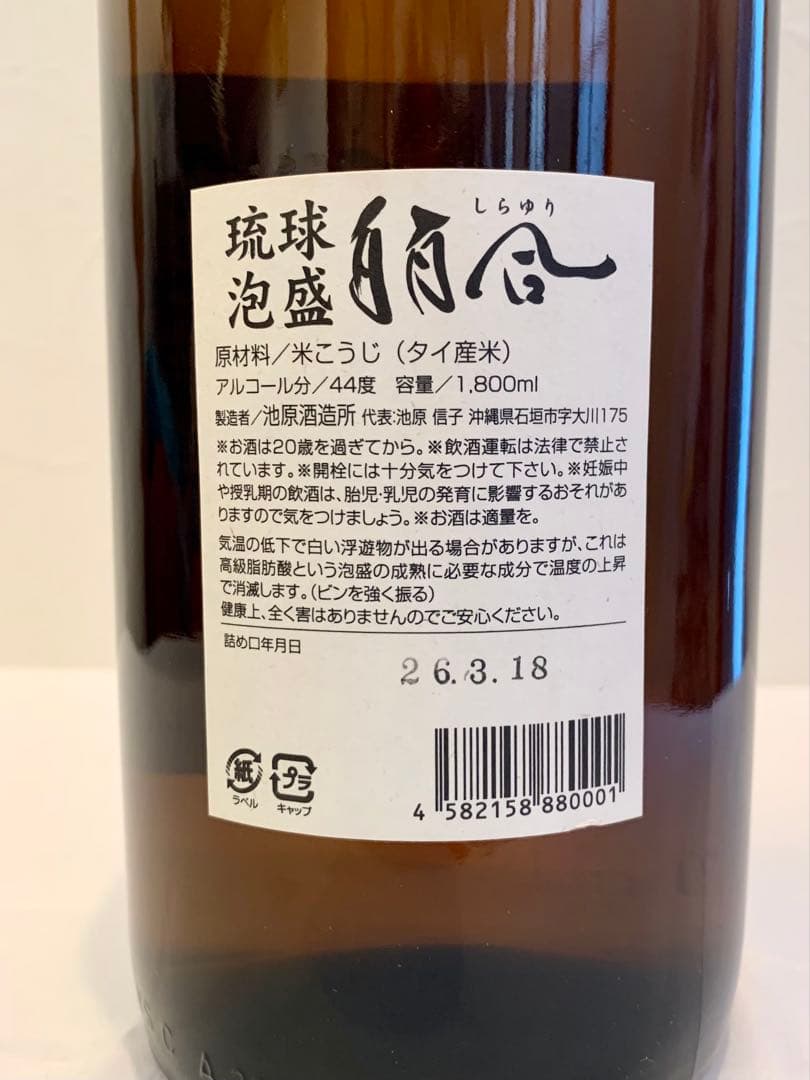 しらゆり
琉球
泡盛
白百合
原材料／米こうじ（タイ産米）
アルコール分／44度　容量／1,800ml
製造者／池原酒造所 代表:池原 信子 沖縄県石垣市字大川175
※お酒は20歳を過ぎてから。※飲酒運転は法律で禁止さ
れています。※開栓には十分気をつけて下さい。※妊娠中
や授乳期の飲酒は、胎児・乳児の発育に影響するおそれがあ
りますので気をつけましょう。※お酒は適量を。
気温の低下で白い浮遊物が出る場合がありますが、これは
高級脂肪酸という泡盛の成熟に必要な成分で温度の上昇
で消滅します。（ビンを強く振る）
健康上、全く害はありませんのでご安心ください。
詰め口年月日
26.3.18
紙
ラベル
プラ
キャップ
4 582158 880001